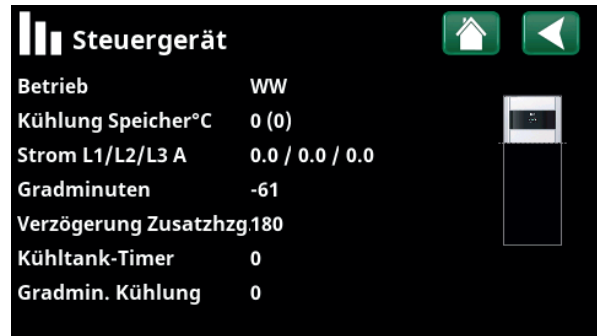 Steuergerät
Betrieb WW
Kühlung Speicher°C 0 (0)
Strom L1/L2/L3 A 0.0 / 0.0 / 0.0
Gradminuten -61
Verzögerung Zusatzhzg.180
Kühltank-Timer 0
Gradmin. Kühlung 0